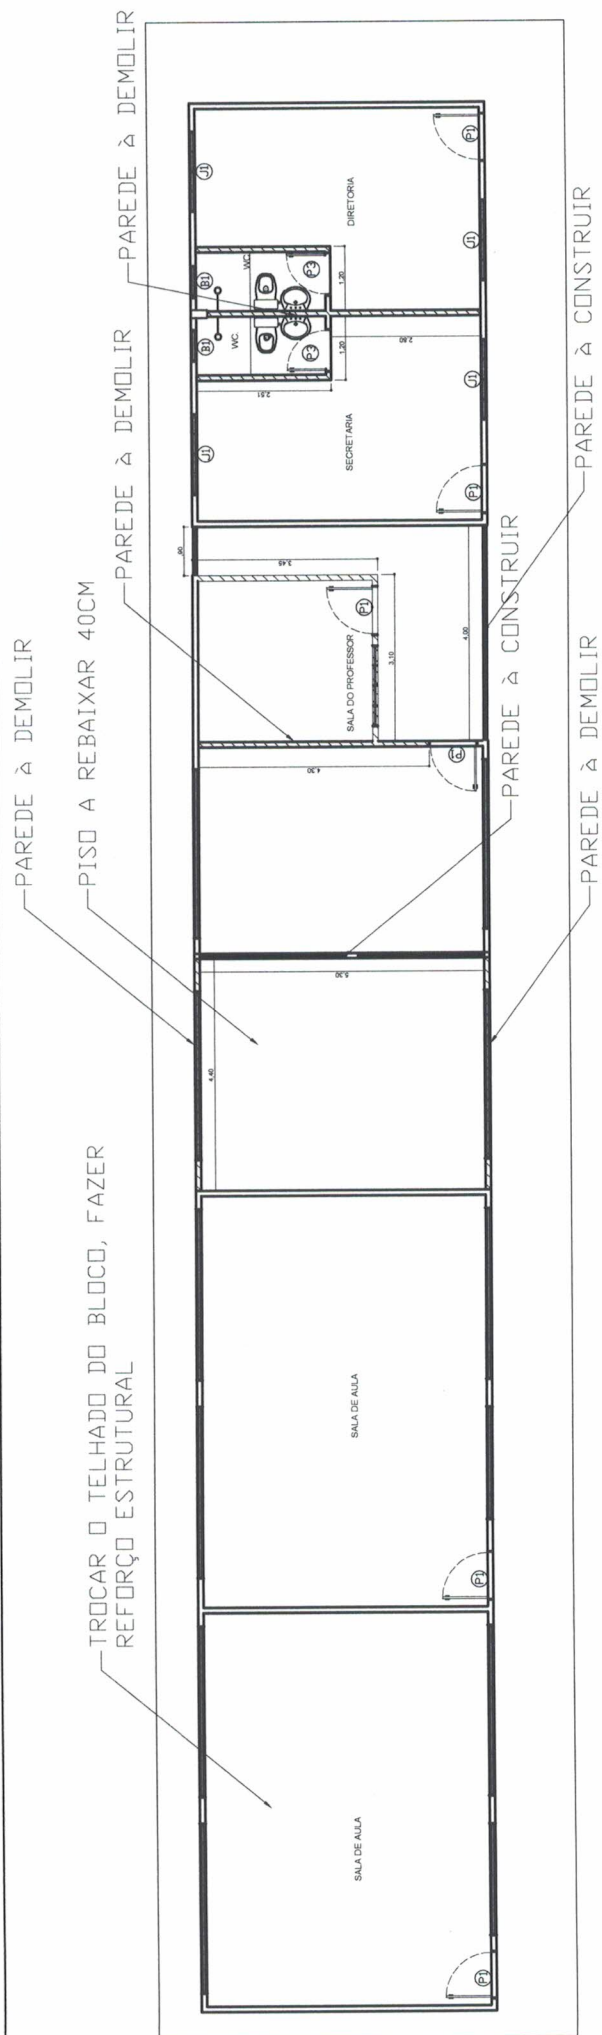 PAREDE À DEMOLIR
PISO A REBAIXAR 40CM
PAREDE À DEMOLIR
PAREDE À DEMOLIR
TROCAR O TELHADO DO BLOCO, FAZER
REFORÇO ESTRUTURAL
SALA DE AULA
P1
SALA DE AULA
P1
4,40
5,30
4,30
P1
SALA DO PROFESSOR
P1
3,10
3,45
,90
4,00
J1
SECRETARIA
P1
J1
2,51
B1
WC.
P3
1,20
2,80
B1
WC.
P3
1,20
J1
DIRETORIA
J1
P1
PAREDE À DEMOLIR
PAREDE À CONSTRUIR
PAREDE À CONSTRUIR